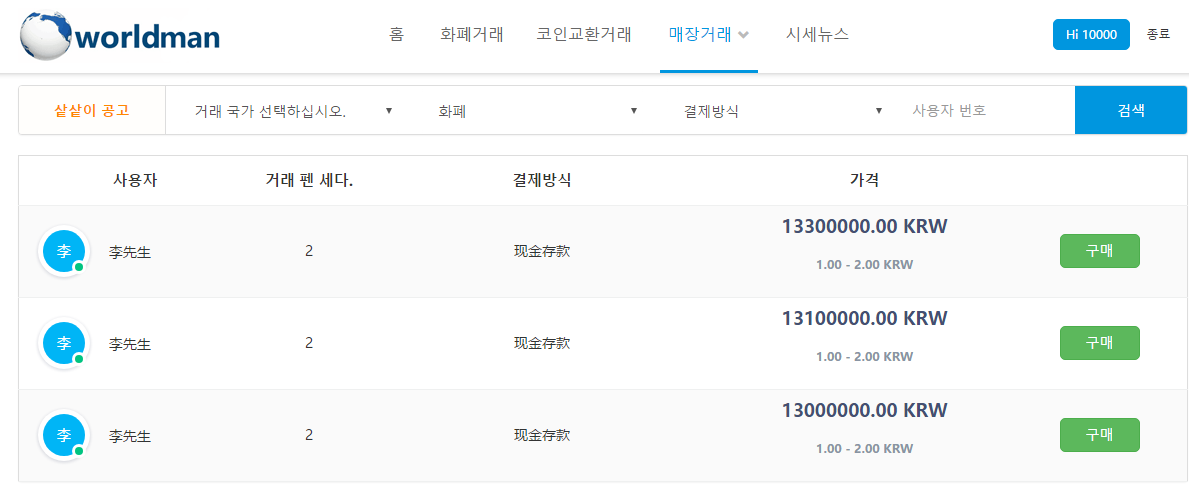 worldman
홈 화폐거래 코인교환거래 매장거래 시세뉴스 Hi 10000 종료
샅샅이 공고 거래 국가 선택하십시오. 화폐 결제방식 사용자 번호 검색
사용자 거래 펜 세다. 결제방식 가격
李 李先生 2 现金存款 13300000.00 KRW 구매
1.00 - 2.00 KRW
李 李先生 2 现金存款 13100000.00 KRW 구매
1.00 - 2.00 KRW
李 李先生 2 现金存款 13000000.00 KRW 구매
1.00 - 2.00 KRW